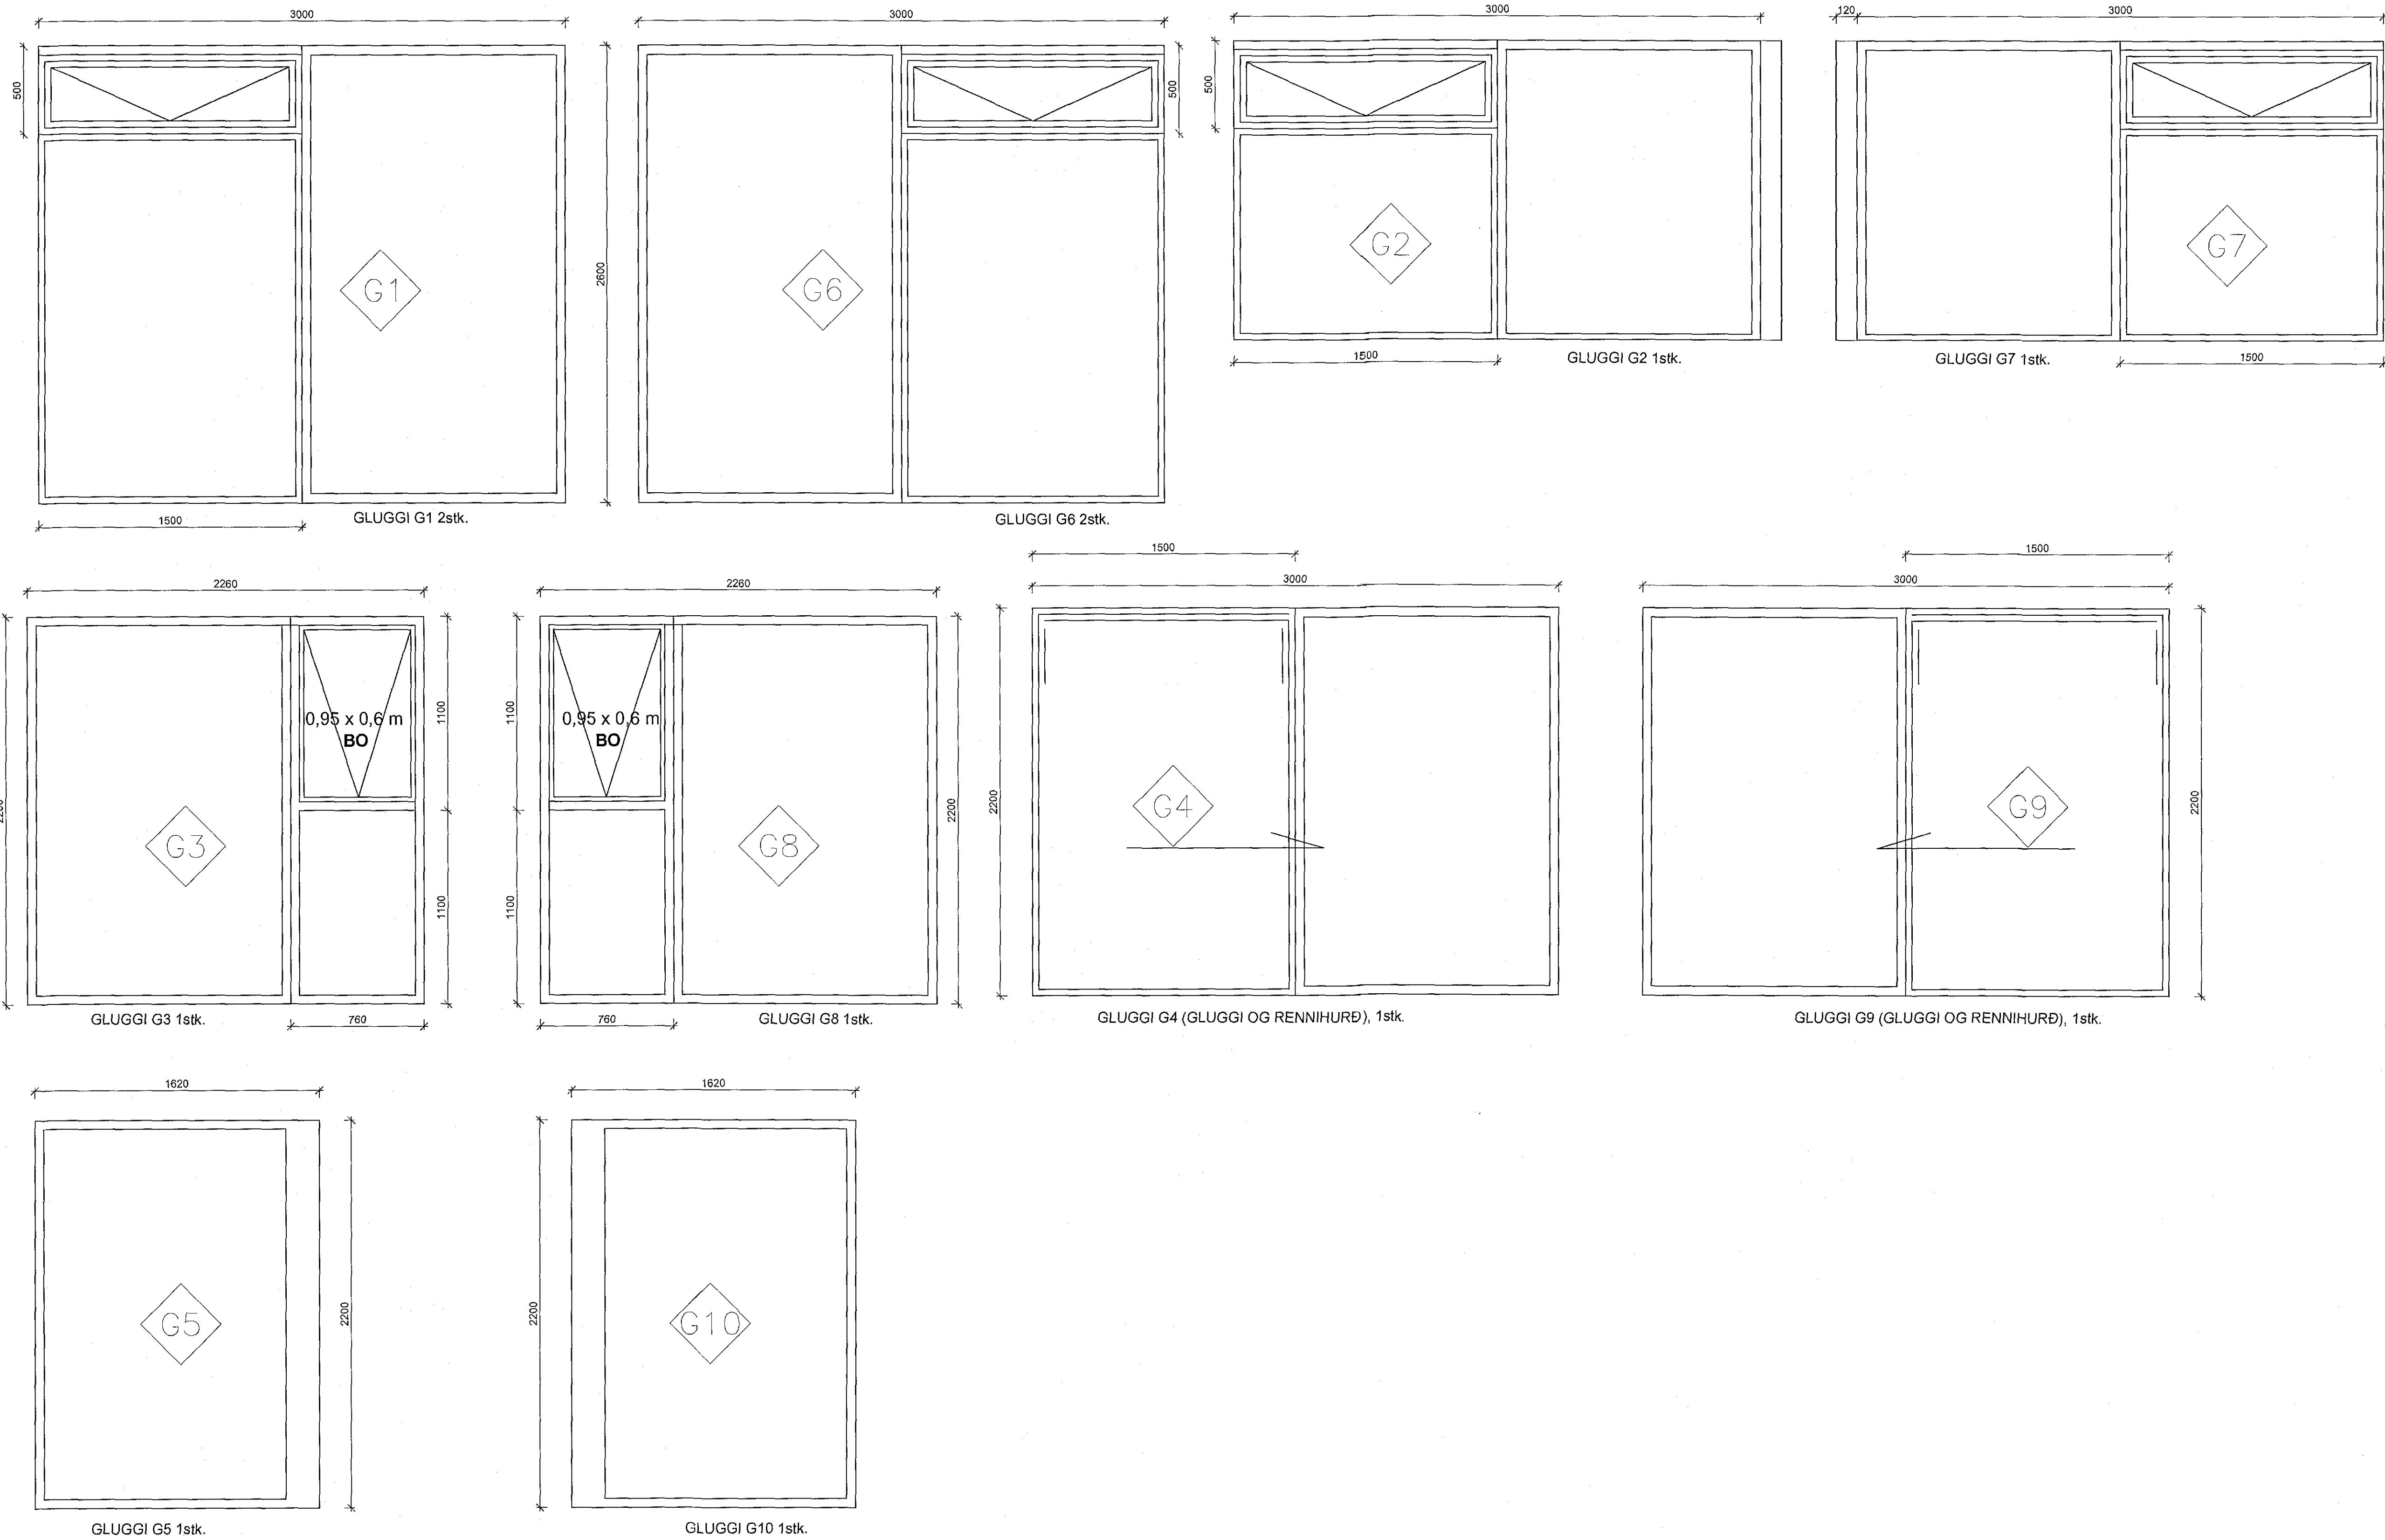 3000
3000
3000
120
3000
500
500
500
2600
G1
G6
G2
G7
GLUGGI G2 1stk.
GLUGGI G7 1stk.
1500
1500
1500
GLUGGI G1 2stk.
GLUGGI G6 2stk.
1500
1500
2260
2260
3000
3000
0,95 x 0,6 m
BO
0,95 x 0,6 m
BO
1100
1100
2200
2200
2200
G3
G8
G4
G9
1100
1100
GLUGGI G3 1stk.
760
760
GLUGGI G8 1stk.
GLUGGI G4 (GLUGGI OG RENNIHURÐ), 1stk.
GLUGGI G9 (GLUGGI OG RENNIHURÐ), 1stk.
1620
1620
G5
2200
2200
G10
GLUGGI G5 1stk.
GLUGGI G10 1stk.